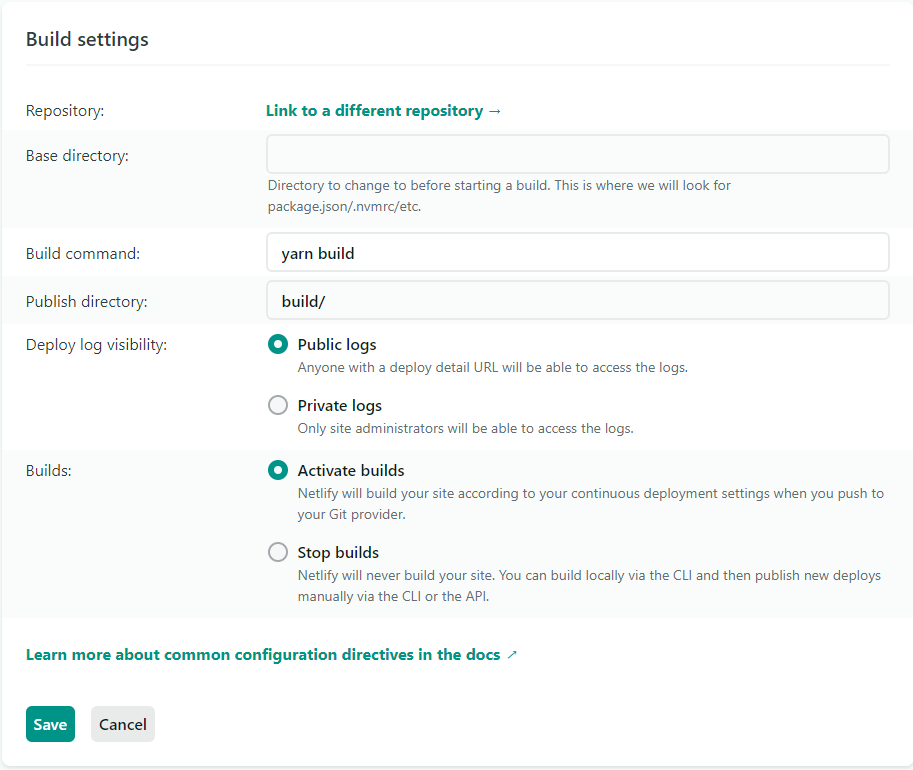 Build settings
Repository:
Link to a different repository →
Base directory:
Directory to change to before starting a build. This is where we will look for
package.json/.nvmrc/etc.
Build command:
yarn build
Publish directory:
build/
Deploy log visibility:
Public logs
Anyone with a deploy detail URL will be able to access the logs.
Private logs
Only site administrators will be able to access the logs.
Builds:
Activate builds
Netlify will build your site according to your continuous deployment settings when you push to
your Git provider.
Stop builds
Netlify will never build your site. You can build locally via the CLI and then publish new deploys
manually via the CLI or the API.
Learn more about common configuration directives in the docs ↗
Save
Cancel